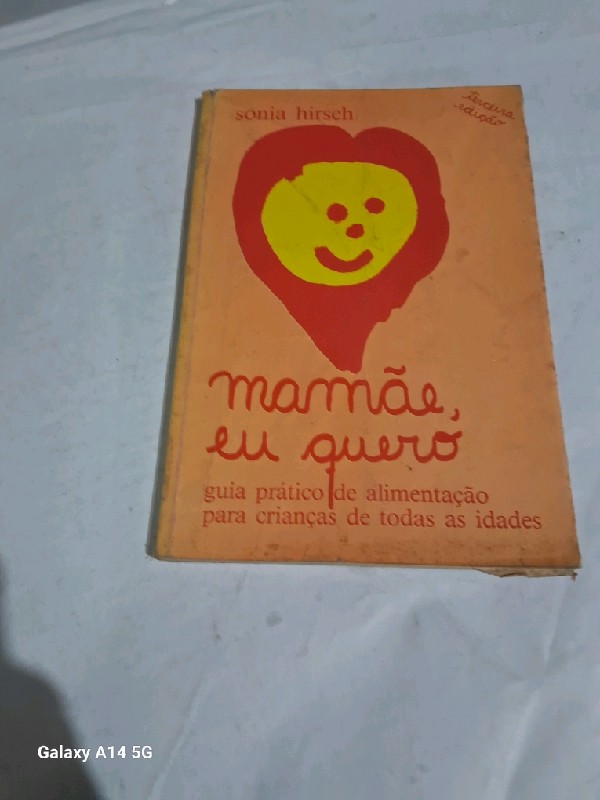 sonia hirsch
terceira
edição
mamãe,
eu quero
guia prático de alimentação
para crianças de todas as idades
Galaxy A14 5G